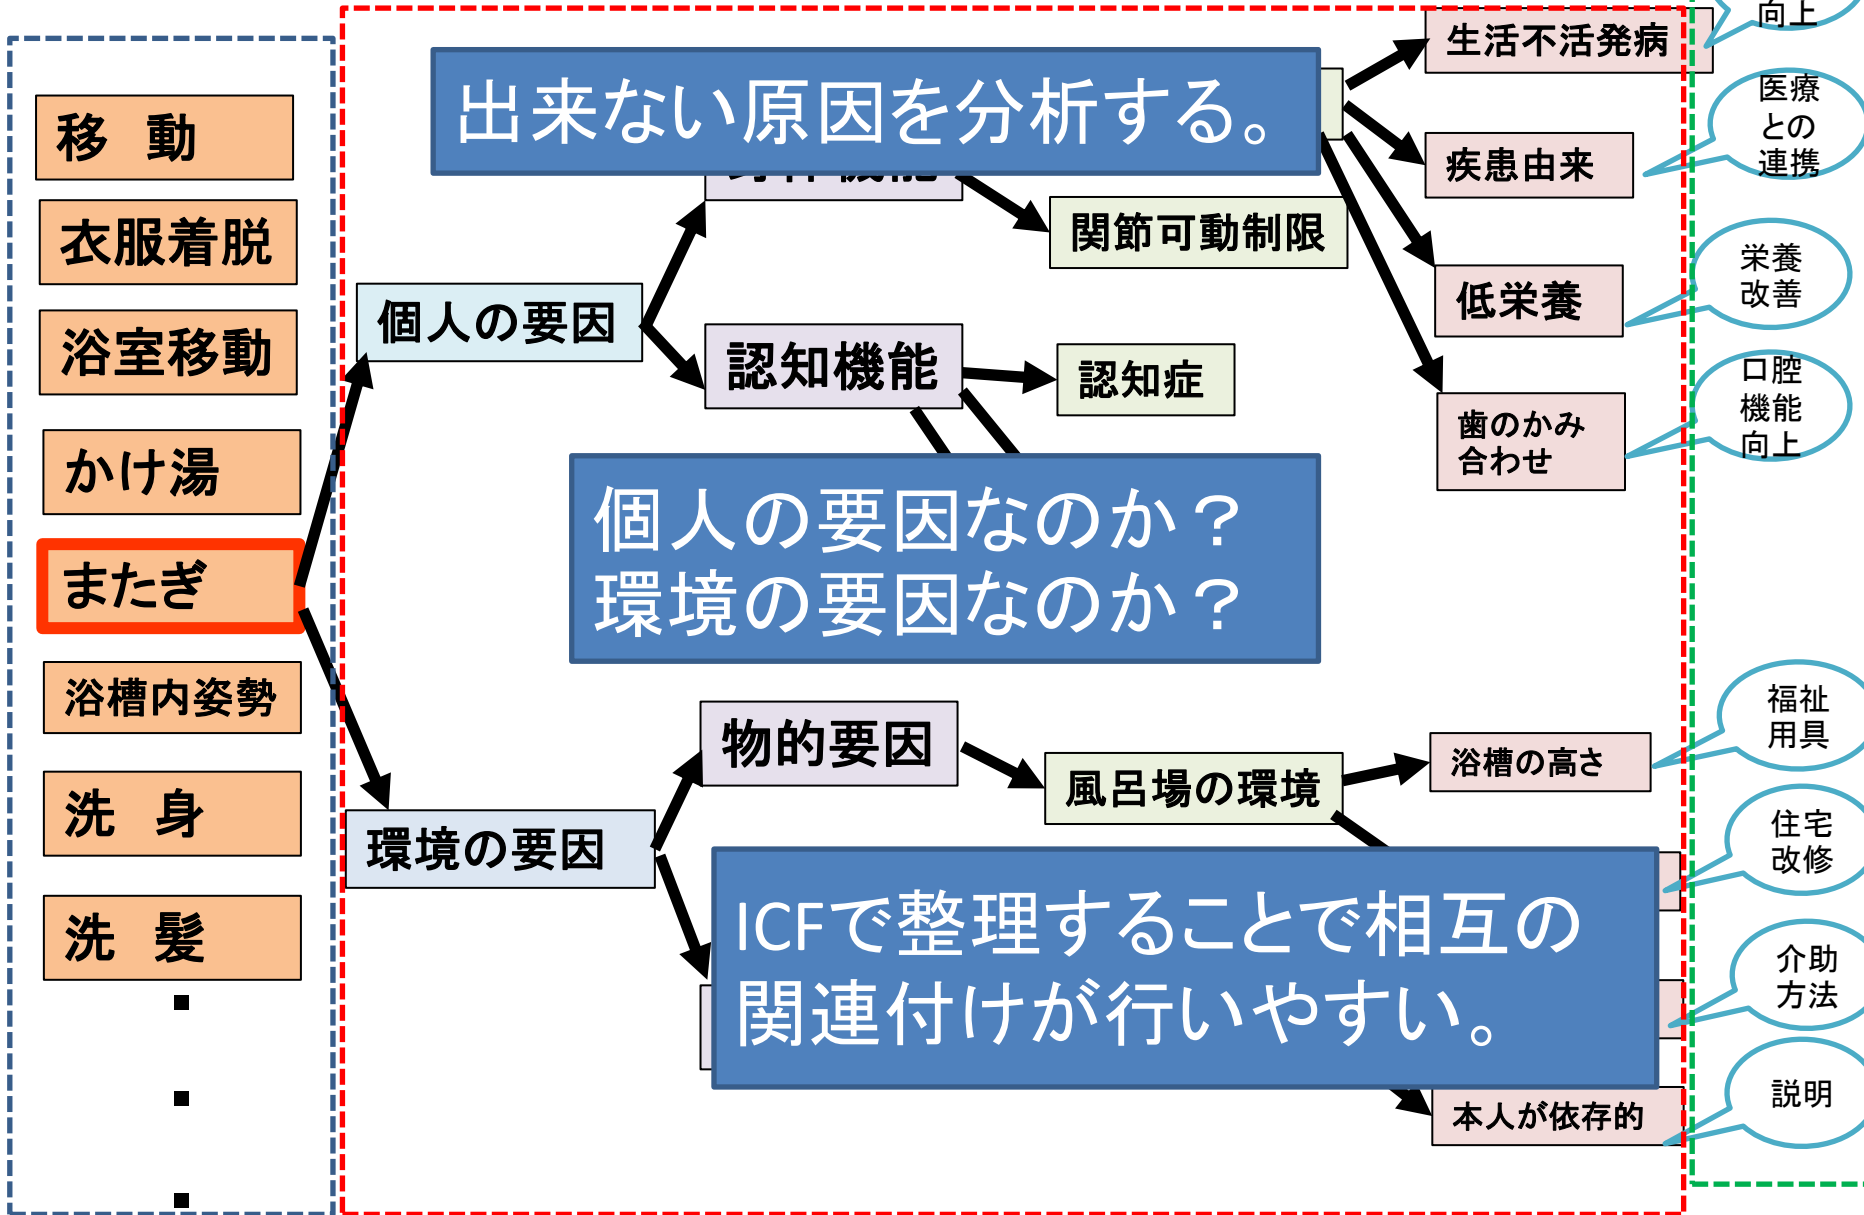 移　動
衣服着脱
浴室移動
かけ湯
またぎ
浴槽内姿勢
洗　身
洗　髪
出来ない原因を分析する。
個人の要因
認知機能
関節可動制限
認知症
個人の要因なのか？
環境の要因なのか？
環境の要因
物的要因
風呂場の環境
ICFで整理することで相互の
関連付けが行いやすい。
生活不活発病
疾患由来
低栄養
歯のかみ
合わせ
浴槽の高さ
本人が依存的
向上
医療
との
連携
栄養
改善
口腔
機能
向上
福祉
用具
住宅
改修
介助
方法
説明